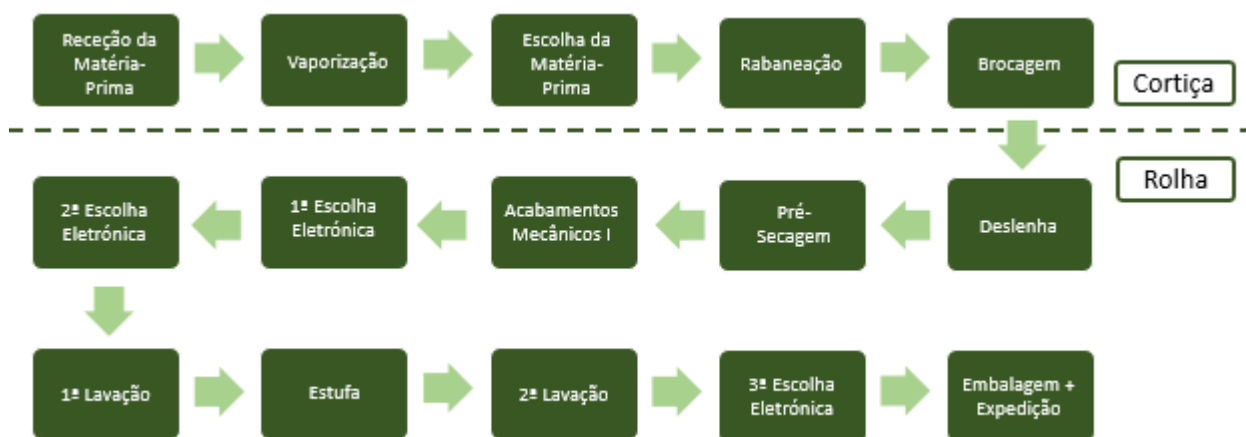 Receção da
Matéria-
Prima
Vaporização
Escolha da
Matéria-
Prima
Rabaneação
Brocagem
Cortiça
Rolha
2ª Escolha
Eletrónica
1ª Escolha
Eletrónica
Acabamentos
Mecânicos I
Pré-
Secagem
Deslenha
1ª Lavação
Estufa
2ª Lavação
3ª Escolha
Eletrónica
Embalagem +
Expedição